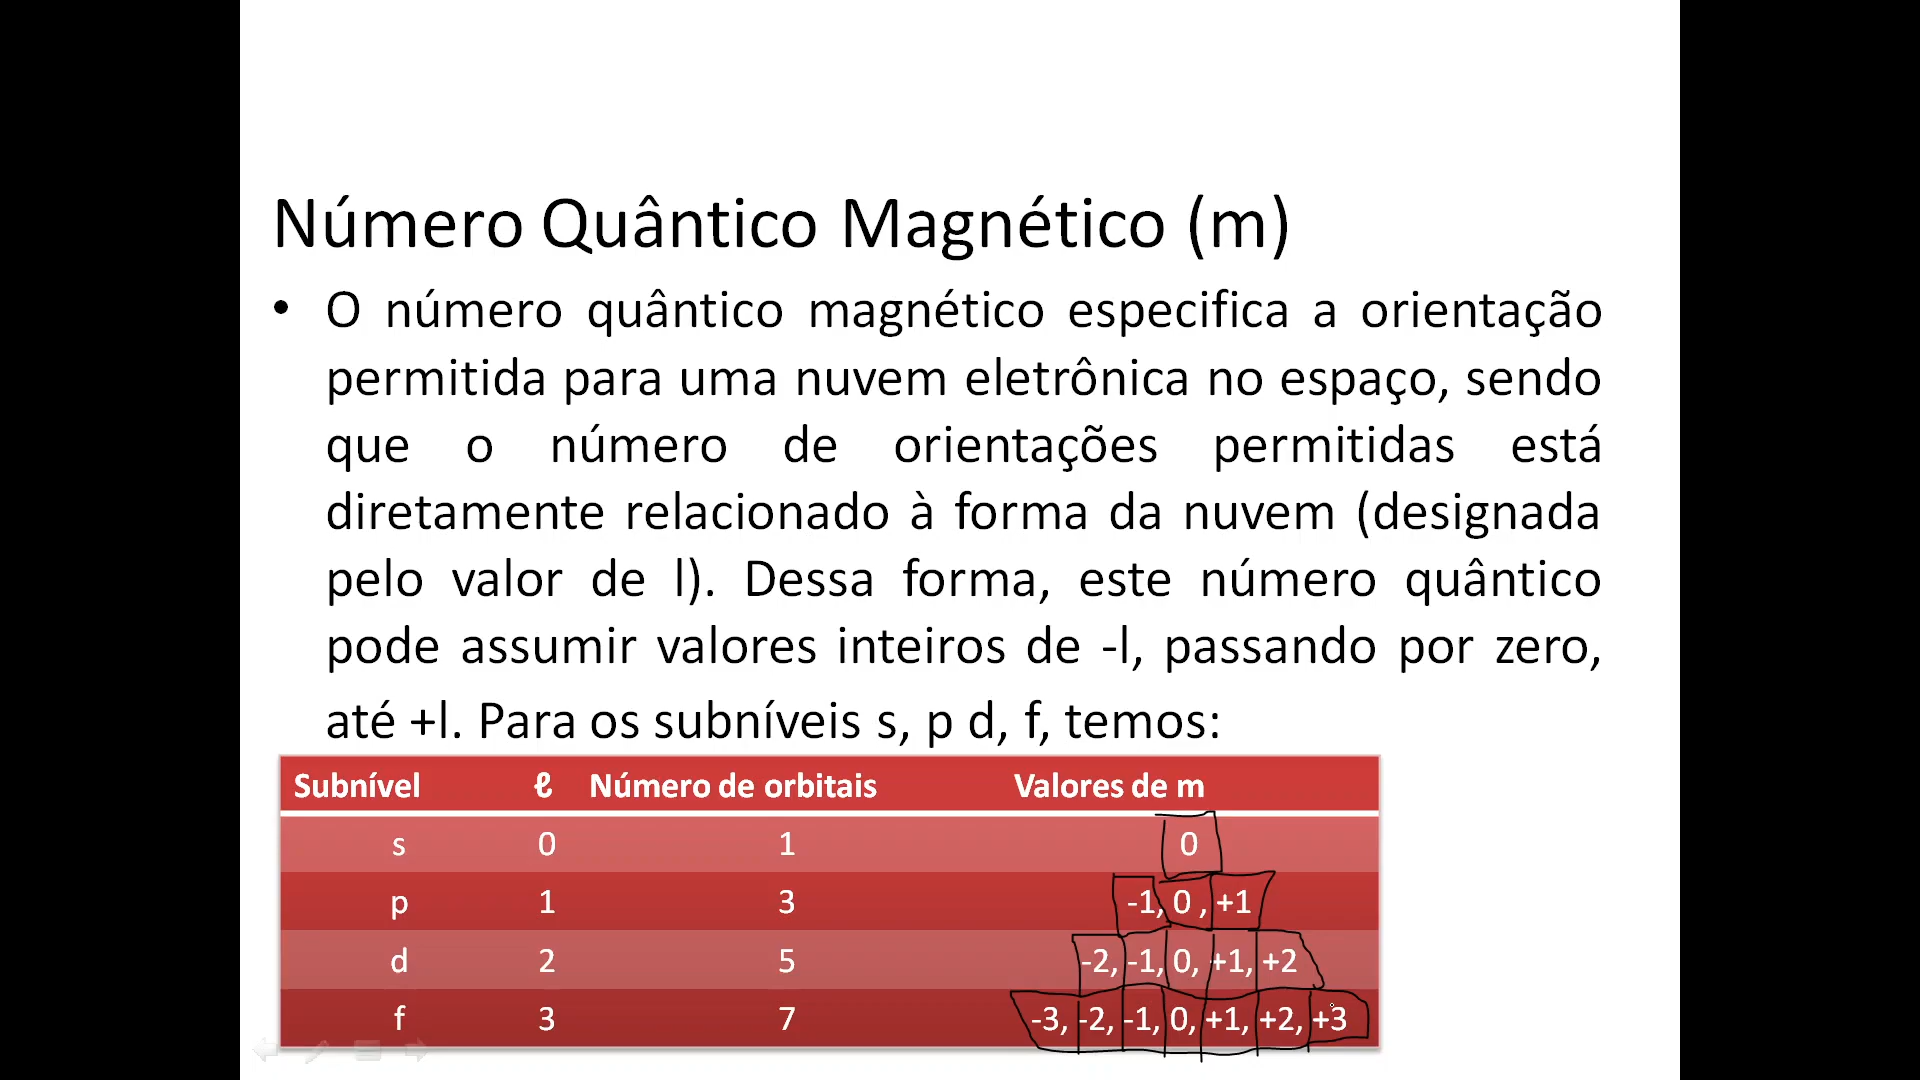 Número Quântico Magnético (m)
• O número quântico magnético especifica a orientação
permitida para uma nuvem eletrônica no espaço, sendo
que o número de orientações permitidas está
diretamente relacionado à forma da nuvem (designada
pelo valor de l). Dessa forma, este número quântico
pode assumir valores inteiros de -l, passando por zero,
até +l. Para os subníveis s, p d, f, temos:
Subnível ℓ Número de orbitais Valores de m
s 0 1 0
p 1 3 -1, 0 , +1
d 2 5 -2, -1, 0, +1, +2
f 3 7 -3, -2, -1, 0, +1, +2, +3